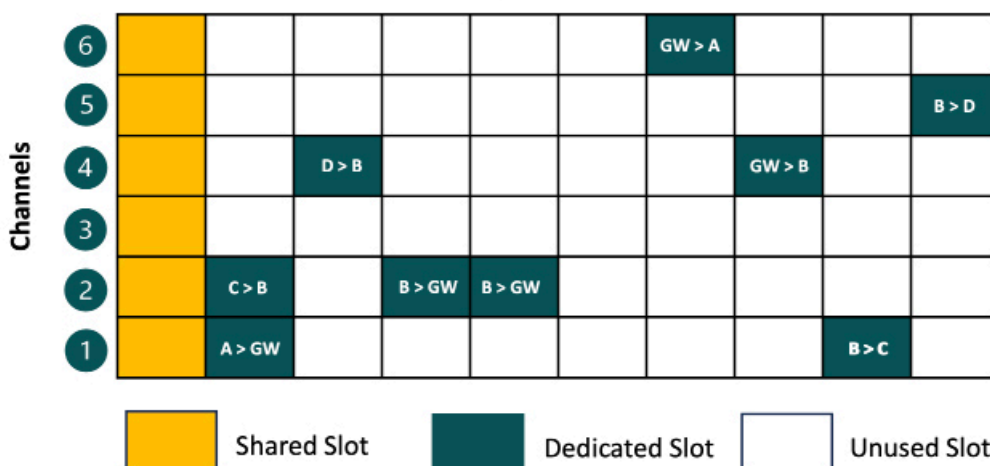 Channels
6
GW > A
5
B > D
4
D > B
GW > B
3
2
C > B
B > GW
B > GW
1
A > GW
B > C
Shared Slot
Dedicated Slot
Unused Slot